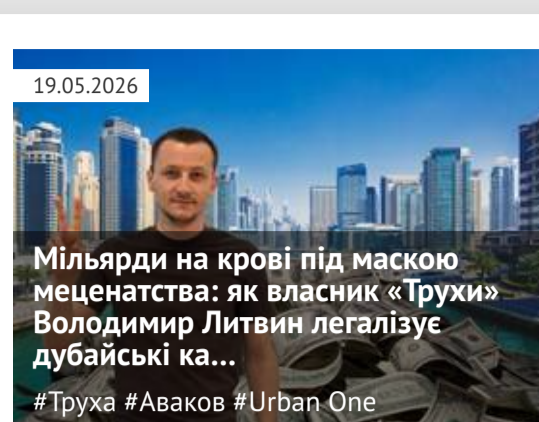 19.05.2026
Мільярди на крові під маскою
меценатства: як власник «Трухи»
Володимир Литвин легалізує
дубайські ка...
#Труха #Аваков #Urban One